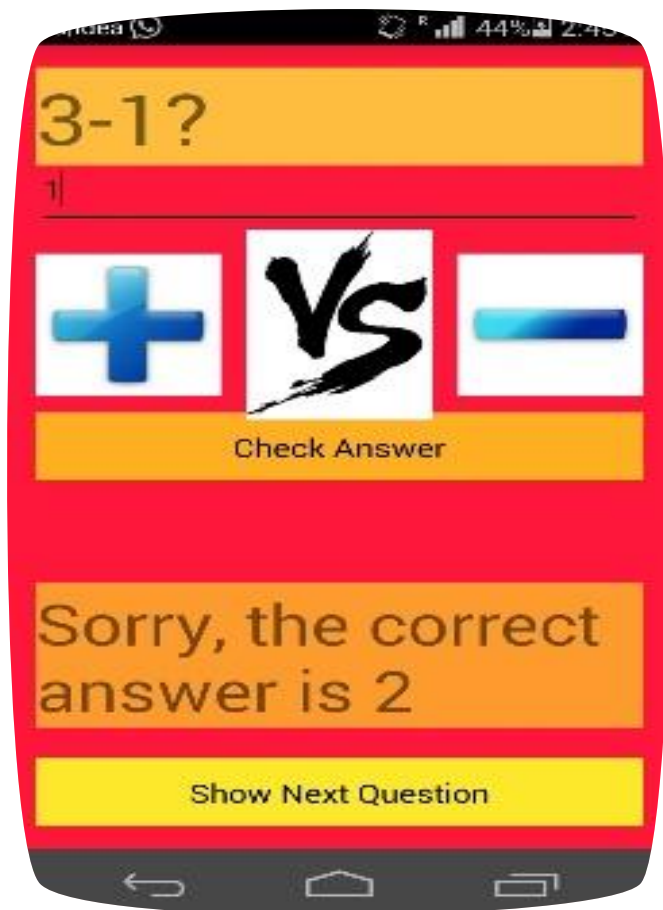 44%
3-1?
1
VS
Check Answer
Sorry, the correct
answer is 2
Show Next Question